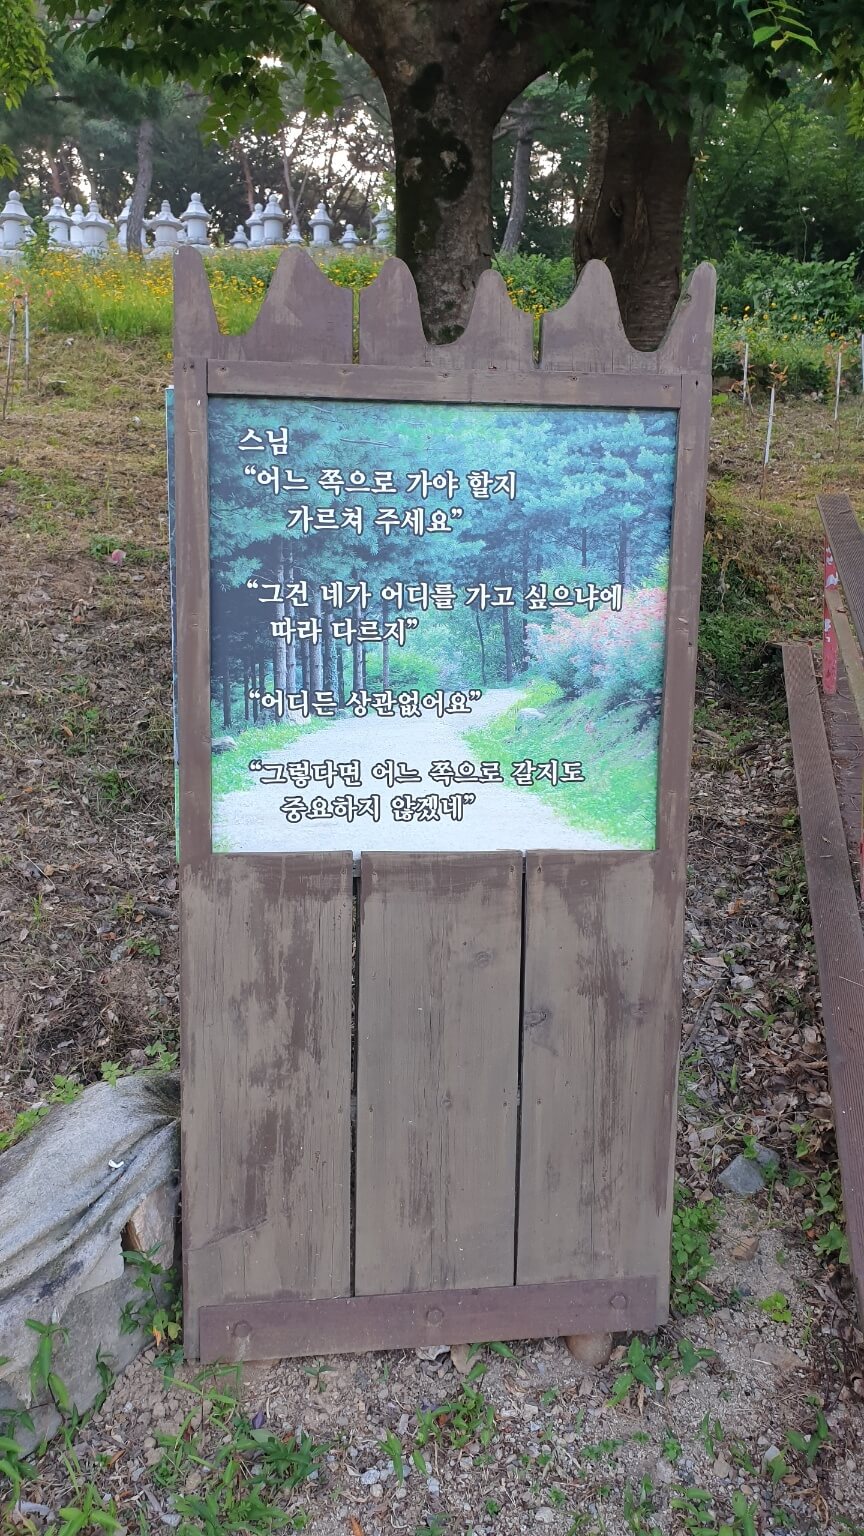 스님
“어느 쪽으로 가야 할지
가르쳐 주세요”
“그건 네가 어디를 가고 싶으냐에
따라 다르지”
“어디든 상관없어요”
“그렇다면 어느 쪽으로 갈지도
중요하지 않겠네”